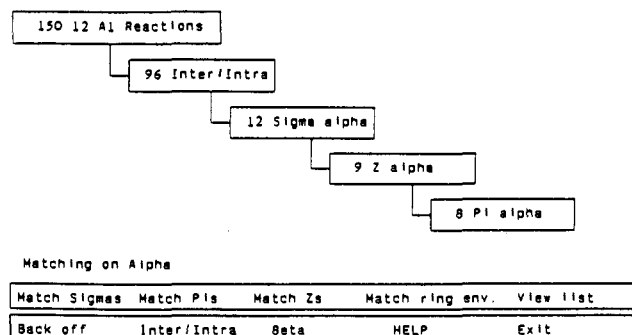 150 12 A1 Reactions
96 Inter/Intra
12 Sigma alpha
9 Z alpha
8 Pi alpha
Matching on Alpha
Match Sigmas Match Pis Match Zs Match ring env. View list
Back off Inter/Intra Beta HELP Exit